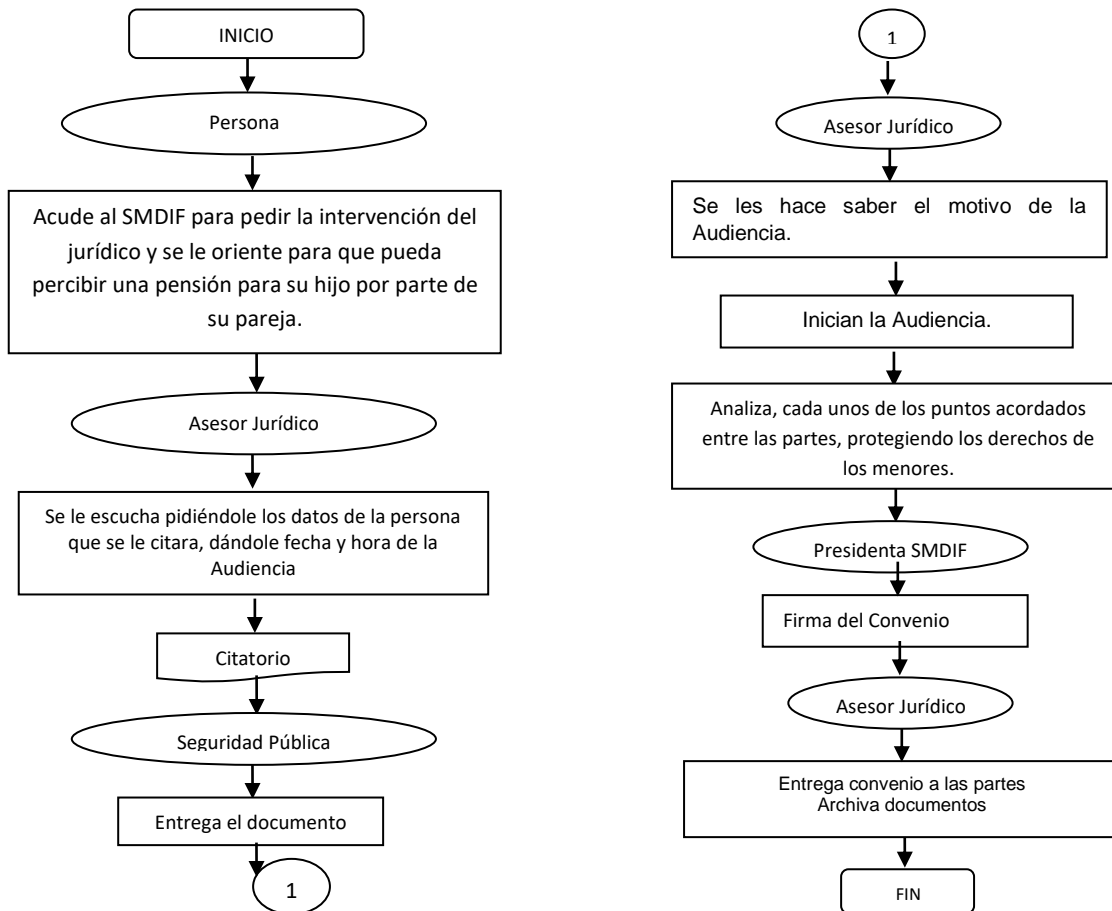 INICIO
Persona
Acude al SMDIF para pedir la intervención del
jurídico y se le oriente para que pueda
percibir una pensión para su hijo por parte de
su pareja.
Asesor Jurídico
Se le escucha pidiéndole los datos de la persona
que se le citara, dándole fecha y hora de la
Audiencia
Citatorio
Seguridad Pública
Entrega el documento
1
1
Asesor Jurídico
Se les hace saber el motivo de la
Audiencia.
Inician la Audiencia.
Analiza, cada unos de los puntos acordados
entre las partes, protegiendo los derechos de
los menores.
Presidenta SMDIF
Firma del Convenio
Asesor Jurídico
Entrega convenio a las partes
Archiva documentos
FIN